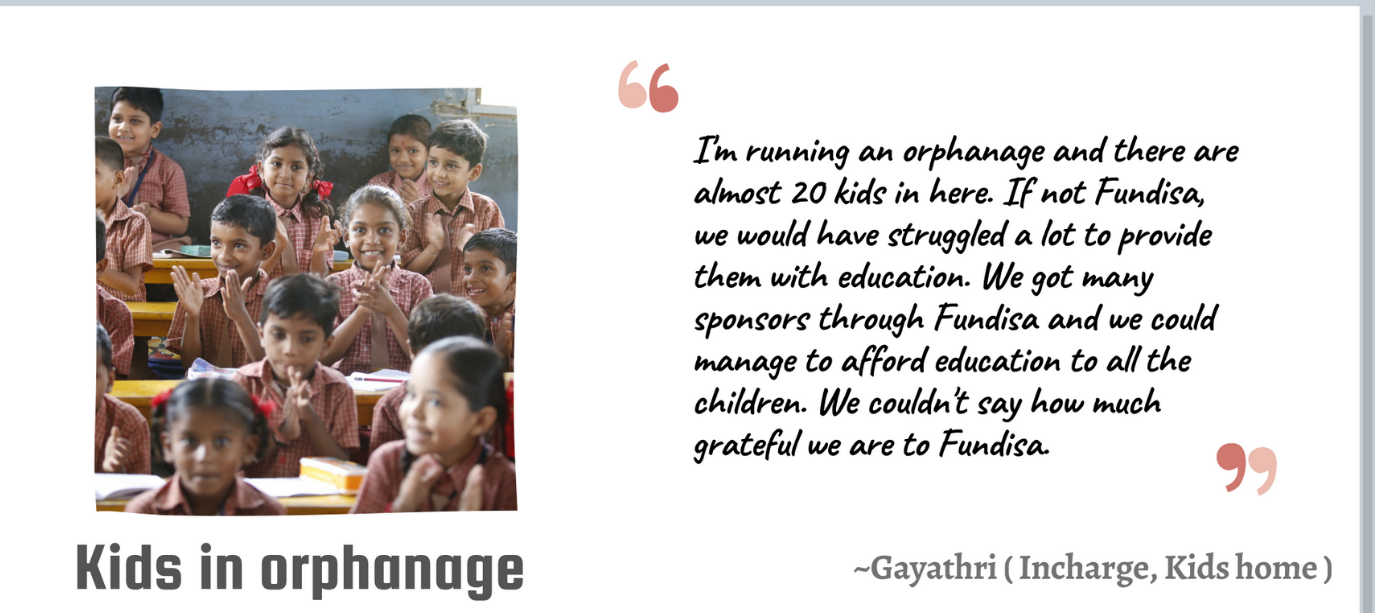 I'm running an orphanage and there are
almost 20 kids in here. If not Fundisa,
we would have struggled a lot to provide
them with education. We got many
sponsors through Fundisa and we could
manage to afford education to all the
children. We couldn't say how much
grateful we are to Fundisa.
Kids in orphanage
~Gayathri ( Incharge, Kids home )